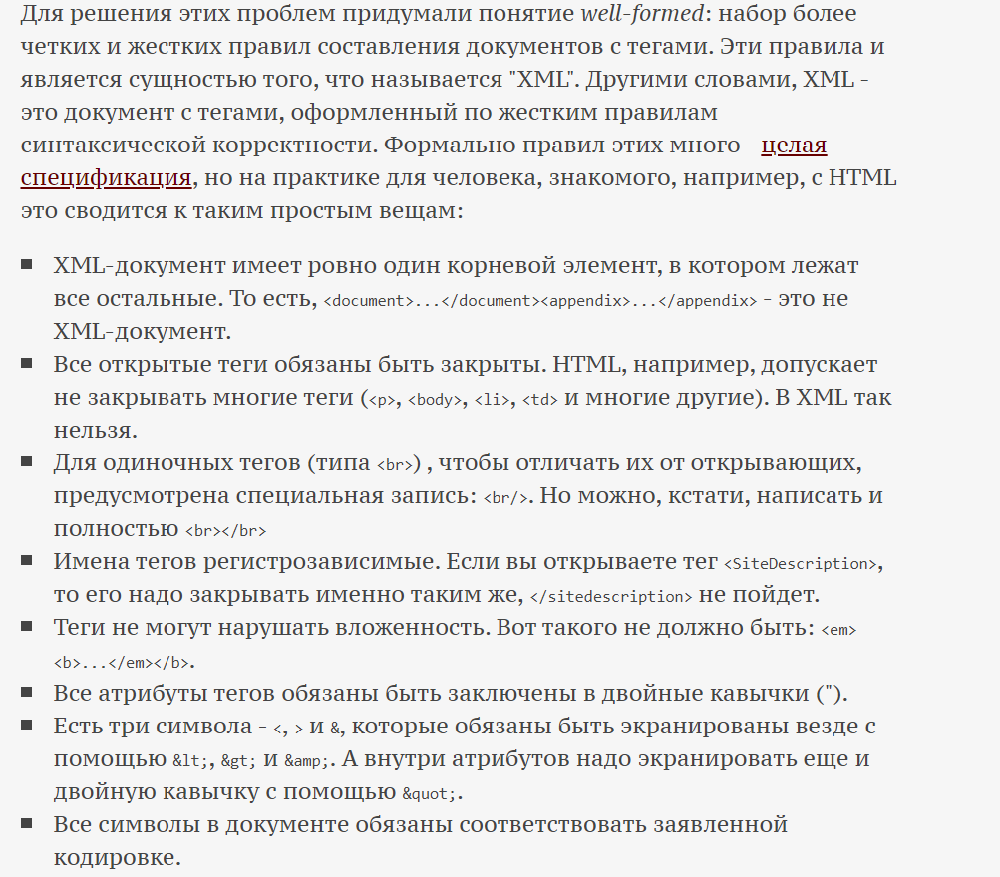 Для решения этих проблем придумали понятие well-formed: набор более
четких и жестких правил составления документов с тегами. Эти правила и
является сущностью того, что называется "XML". Другими словами, XML -
это документ с тегами, оформленный по жестким правилам
синтаксической корректности. Формально правил этих много - целая
спецификация, но на практике для человека, знакомого, например, с HTML
это сводится к таким простым вещам:
XML-документ имеет ровно один корневой элемент, в котором лежат
все остальные. То есть, <document>...</document><appendix>...</appendix> - это не
XML-документ.
Все открытые теги обязаны быть закрыты. HTML, например, допускает
не закрывать многие теги (<p>, <body>, <li>, <td> и многие другие). В XML так
нельзя.
Для одиночных тегов (типа <br>) , чтобы отличать их от открывающих,
предусмотрена специальная запись: <br/>. Но можно, кстати, написать и
полностью <br></br>
Имена тегов регистрозависимые. Если вы открываете тег <SiteDescription>,
то его надо закрывать именно таким же, </sitedescription> не пойдет.
Теги не могут нарушать вложенность. Вот такого не должно быть: <em>
<b>...</em></b>.
Все атрибуты тегов обязаны быть заключены в двойные кавычки (").
Есть три символа - <, > и &, которые обязаны быть экранированы везде с
помощью &lt;, &gt; и &amp;. А внутри атрибутов надо экранировать еще и
двойную кавычку с помощью &quot;.
Все символы в документе обязаны соответствовать заявленной
кодировке.